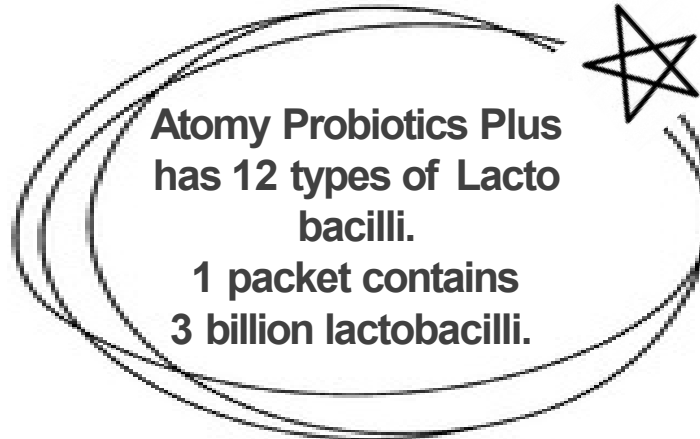 Atomy Probiotics Plus
has 12 types of Lacto
bacilli.
1 packet contains
3 billion lactobacilli.